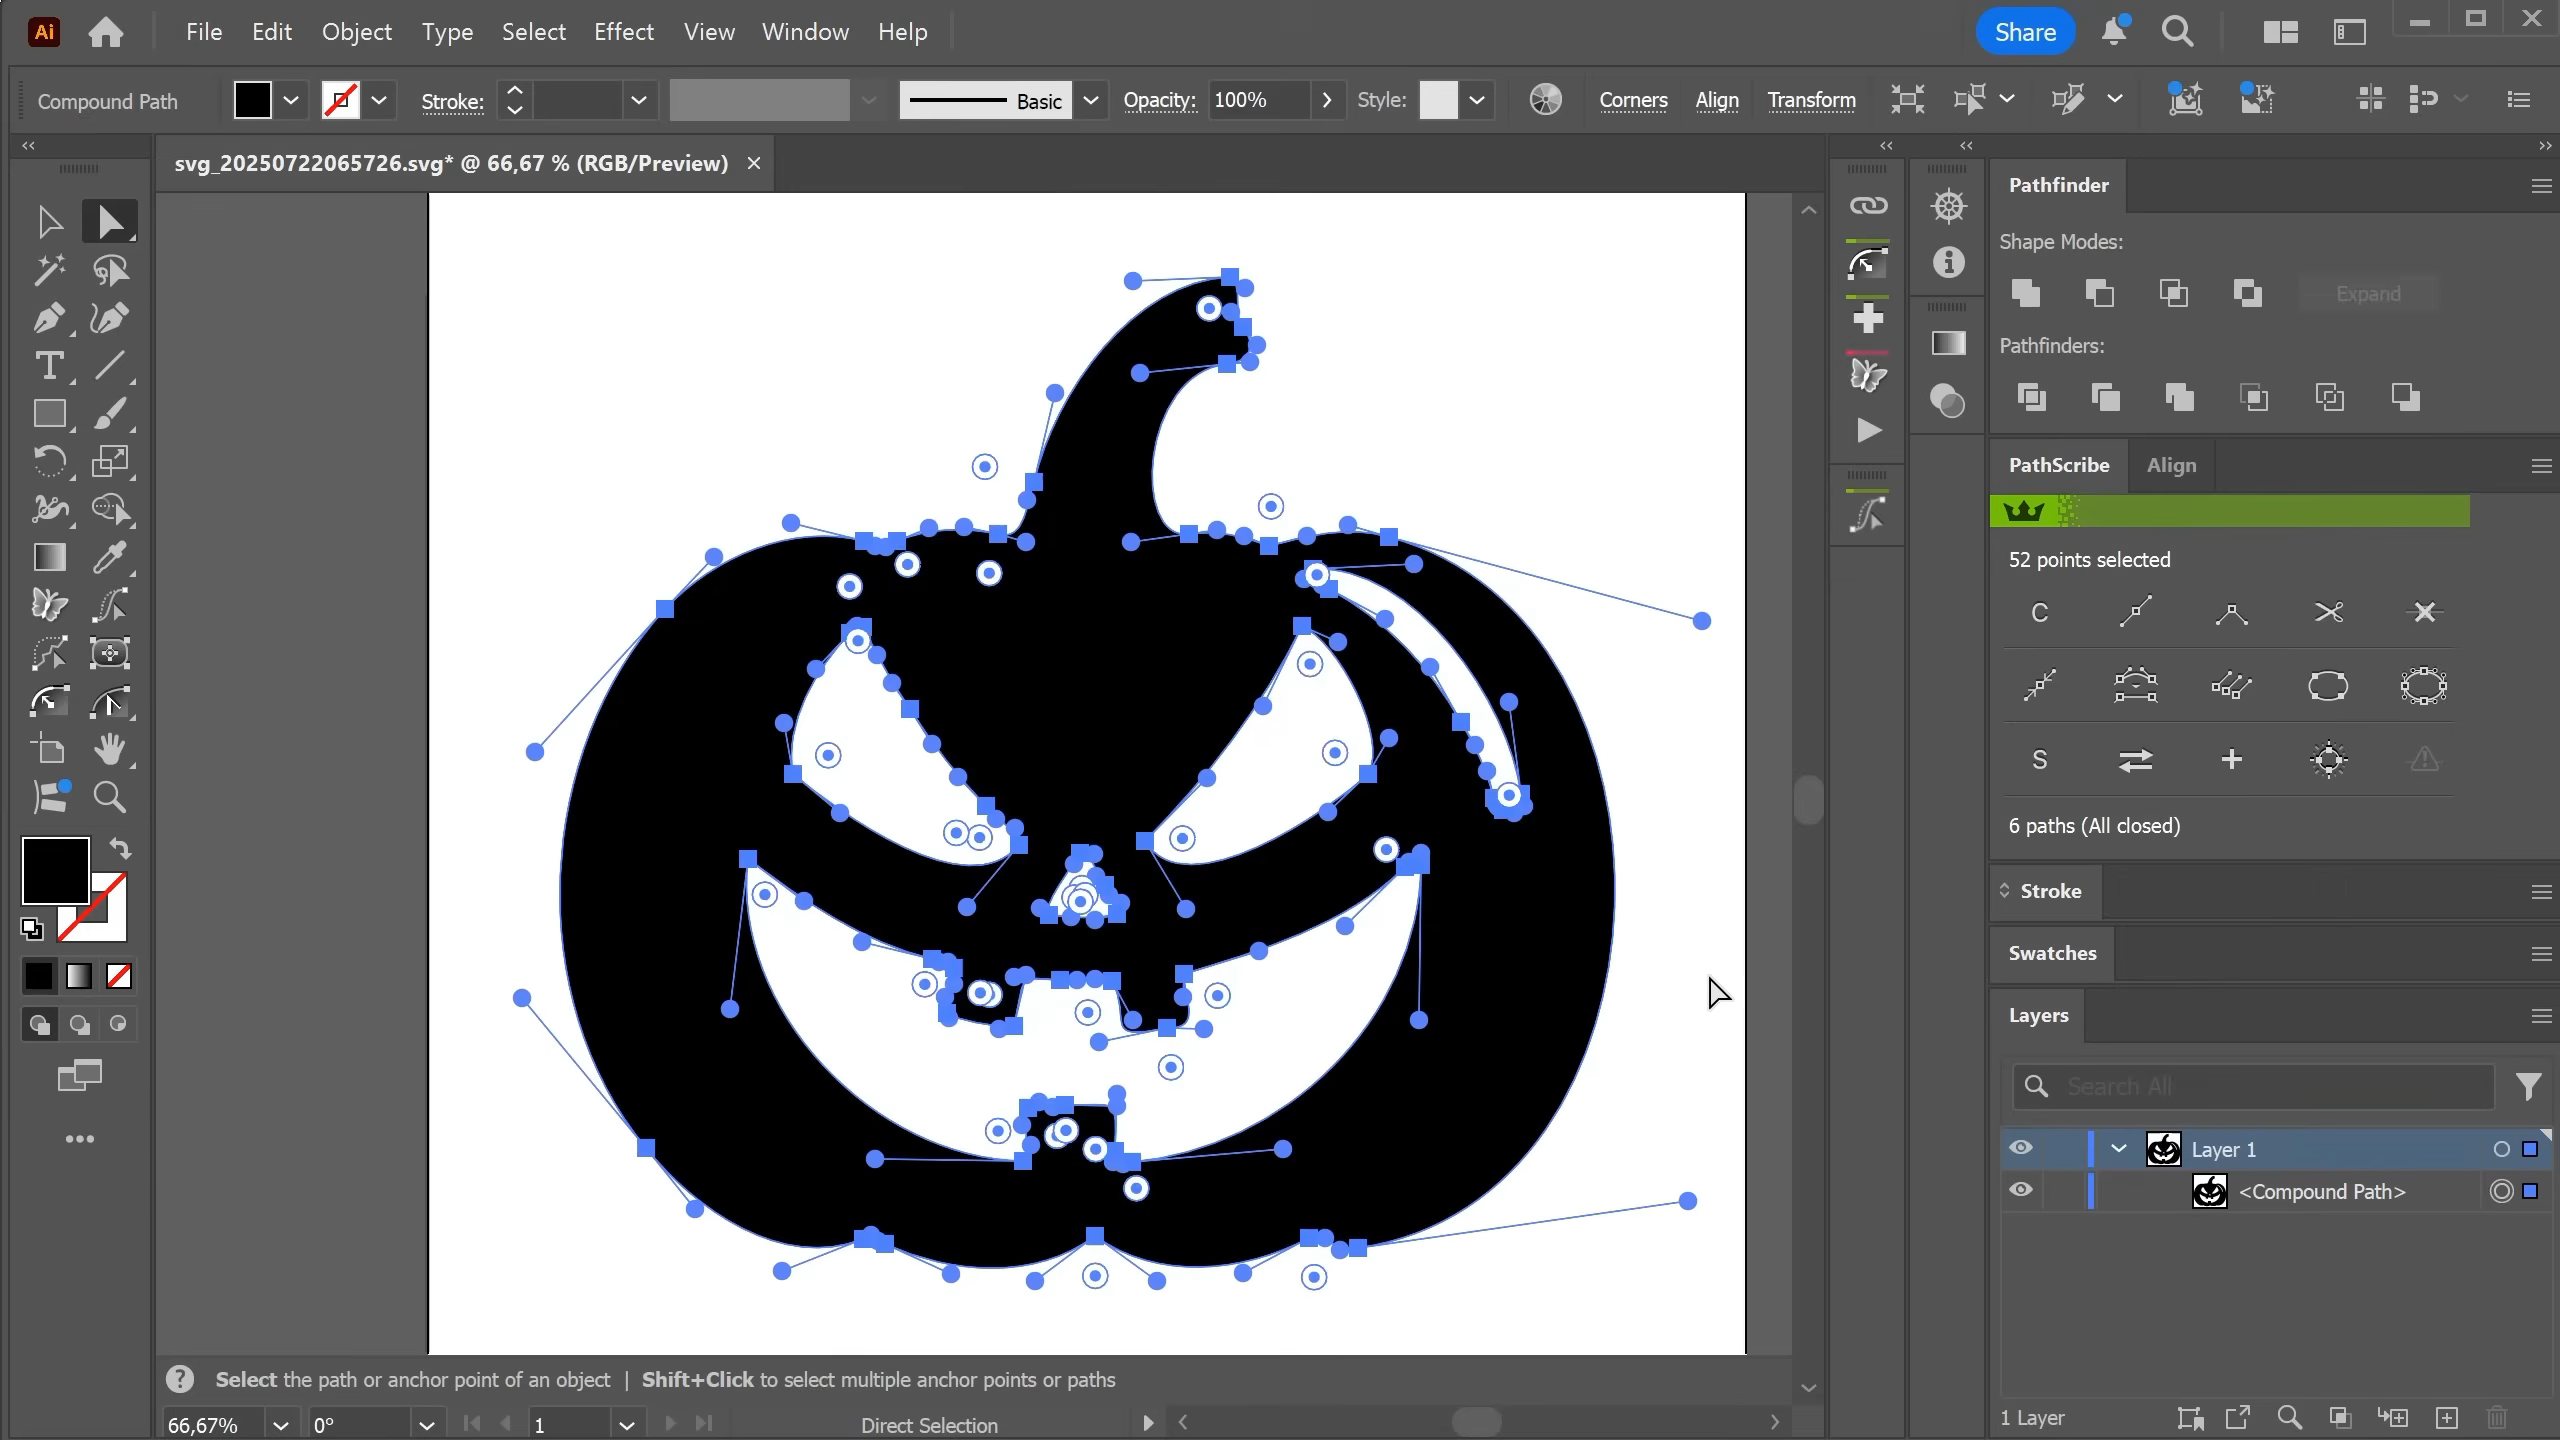 Ai File Edit Object Type Select Effect View Window Help Share
Compound Path Stroke: Basic Opacity: 100% Style: Corners Align Transform
svg_20250722065726.svg* @ 66,67 % (RGB/Preview)
Pathfinder
Shape Modes:
Expand
Pathfinders:
PathScribe Align
52 points selected
C
S
6 paths (All closed)
Stroke
Swatches
Layers
Search All
Layer 1
<Compound Path>
Select the path or anchor point of an object | Shift+Click to select multiple anchor points or paths
66,67% 0° 1 Direct Selection
1 Layer